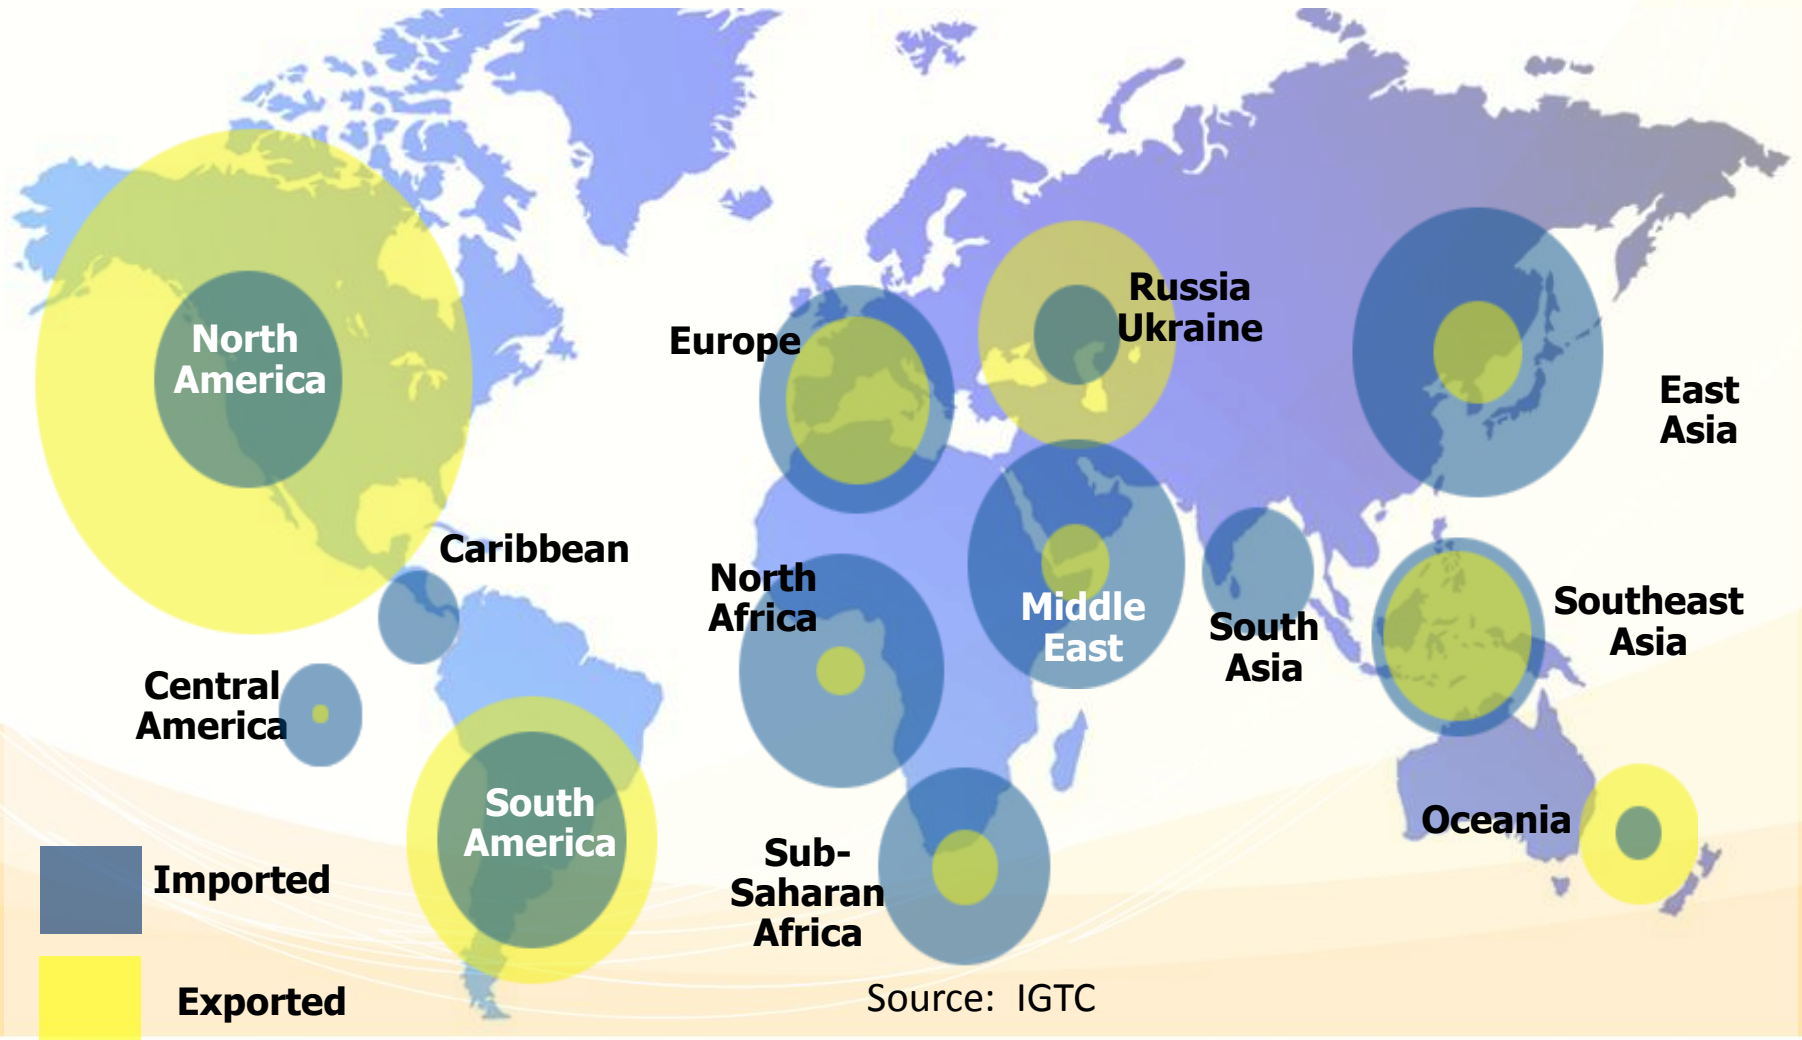 North
America
Caribbean
Central
America
South
America
Europe
Russia
Ukraine
East
Asia
North
Africa
Middle
East
South
Asia
Southeast
Asia
Oceania
Sub-
Saharan
Africa
Imported
Exported
Source: IGTC